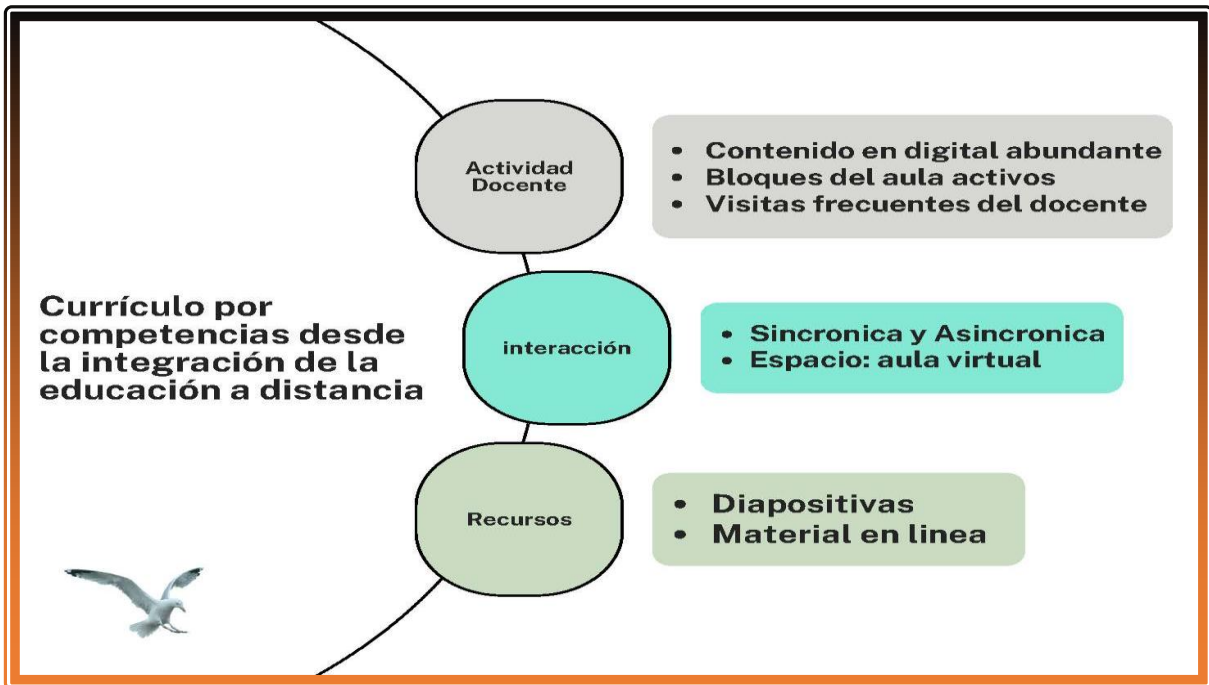 Currículo por
competencias desde
la integración de la
educación a distancia
Actividad
Docente
• Contenido en digital abundante
• Bloques del aula activos
• Visitas frecuentes del docente
interacción
• Sincronica y Asincronica
• Espacio: aula virtual
Recursos
• Diapositivas
• Material en linea